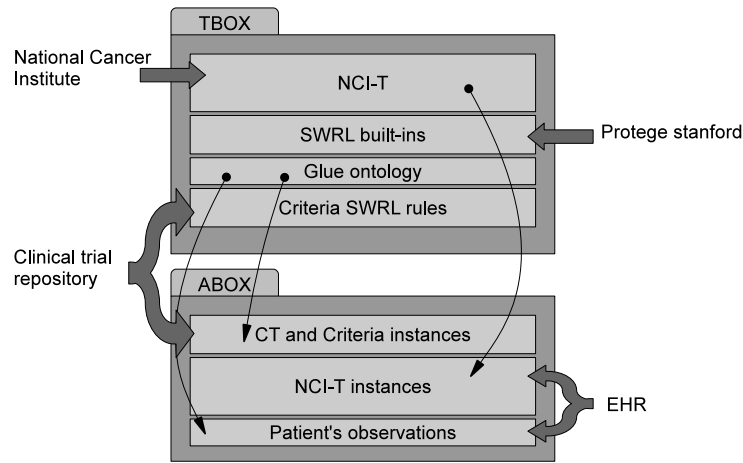 TBOX
National Cancer
Institute
NCI-T
SWRL built-ins
Protege stanford
Glue ontology
Criteria SWRL rules
Clinical trial
repository
ABOX
CT and Criteria instances
NCI-T instances
EHR
Patient's observations